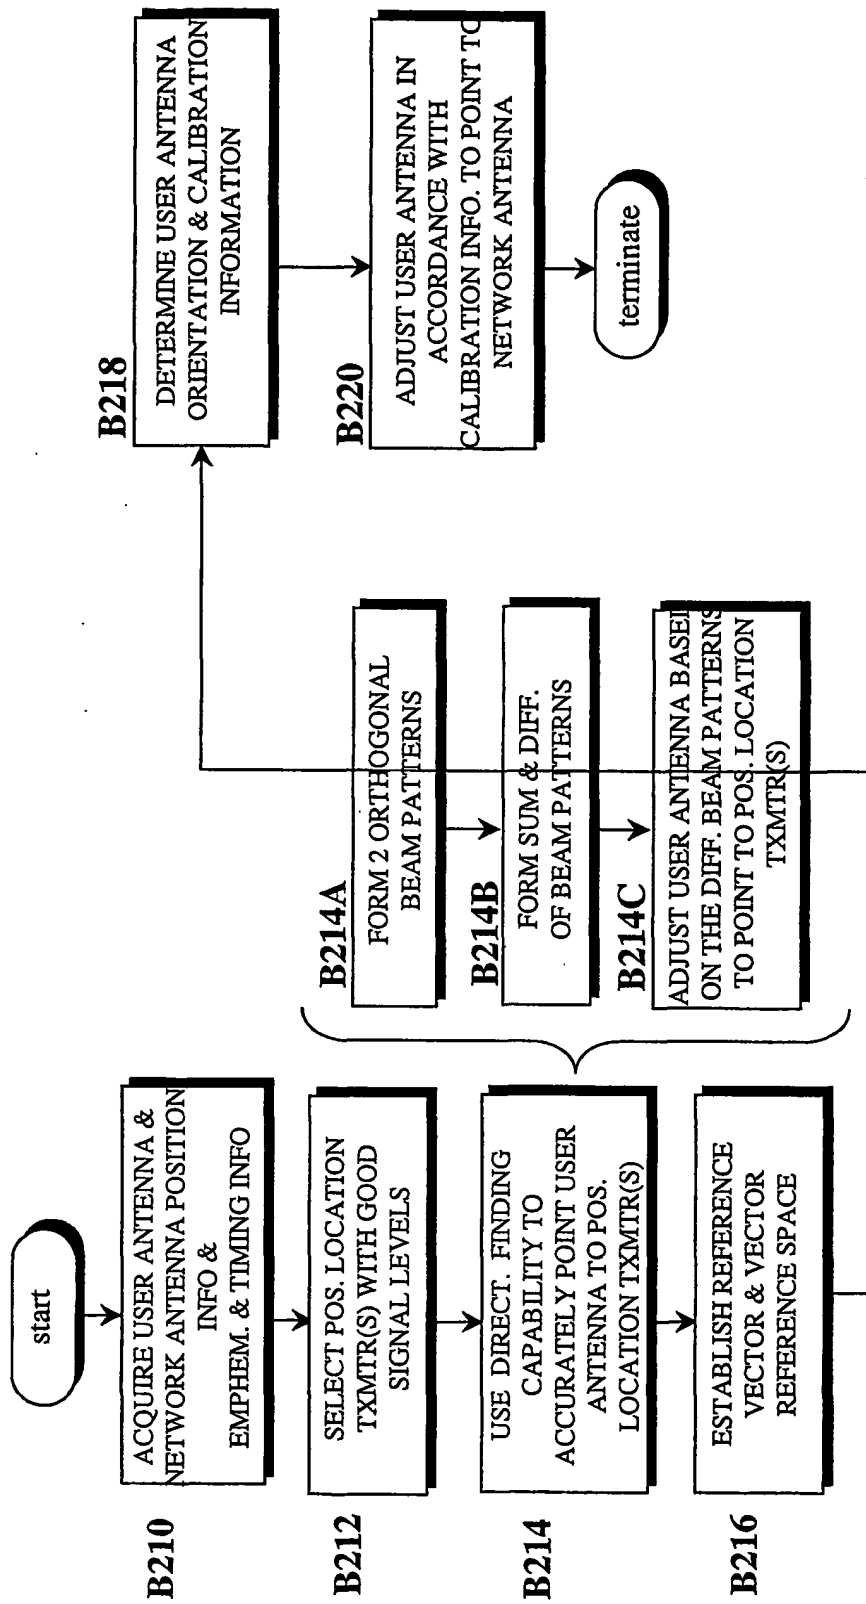 start
B210
ACQUIRE USER ANTENNA &
NETWORK ANTENNA POSITION
INFO &
EMPHEM. & TIMING INFO
B212
SELECT POS. LOCATION
TXMTR(S) WITH GOOD
SIGNAL LEVELS
B214
USE DIRECT. FINDING
CAPABILITY TO
ACCURATELY POINT USER
ANTENNA TO POS.
LOCATION TXMTR(S)
B216
ESTABLISH REFERENCE
VECTOR & VECTOR
REFERENCE SPACE
B214A
FORM 2 ORTHOGONAL
BEAM PATTERNS
B214B
FORM SUM & DIFF.
OF BEAM PATTERNS
B214C
ADJUST USER ANTENNA BASED
ON THE DIFF. BEAM PATTERNS
TO POINT TO POS. LOCATION
TXMTR(S)
B218
DETERMINE USER ANTENNA
ORIENTATION & CALIBRATION
INFORMATION
B220
ADJUST USER ANTENNA IN
ACCORDANCE WITH
CALIBRATION INFO. TO POINT TO
NETWORK ANTENNA
terminate